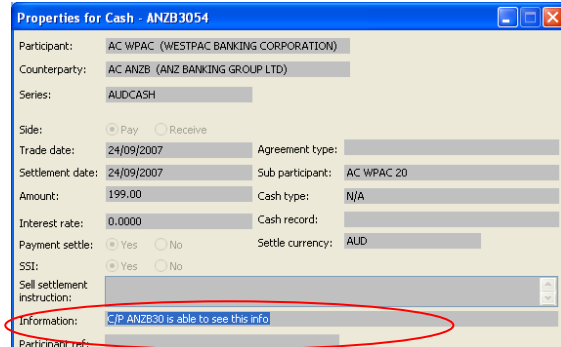 Properties for Cash - ANZB3054
Participant: AC WPAC (WESTPAC BANKING CORPORATION)
Counterparty: AC ANZB (ANZ BANKING GROUP LTD)
Series: AUDCASH
Side: Pay Receive
Trade date: 24/09/2007 Agreement type:
Settlement date: 24/09/2007 Sub participant: AC WPAC 20
Amount: 199.00 Cash type: N/A
Interest rate: 0.0000 Cash record:
Payment settle: Yes No Settle currency: AUD
SSI: Yes No
Sell settlement
instruction:
Information: C/P ANZB30 is able to see this info
Participant ref: